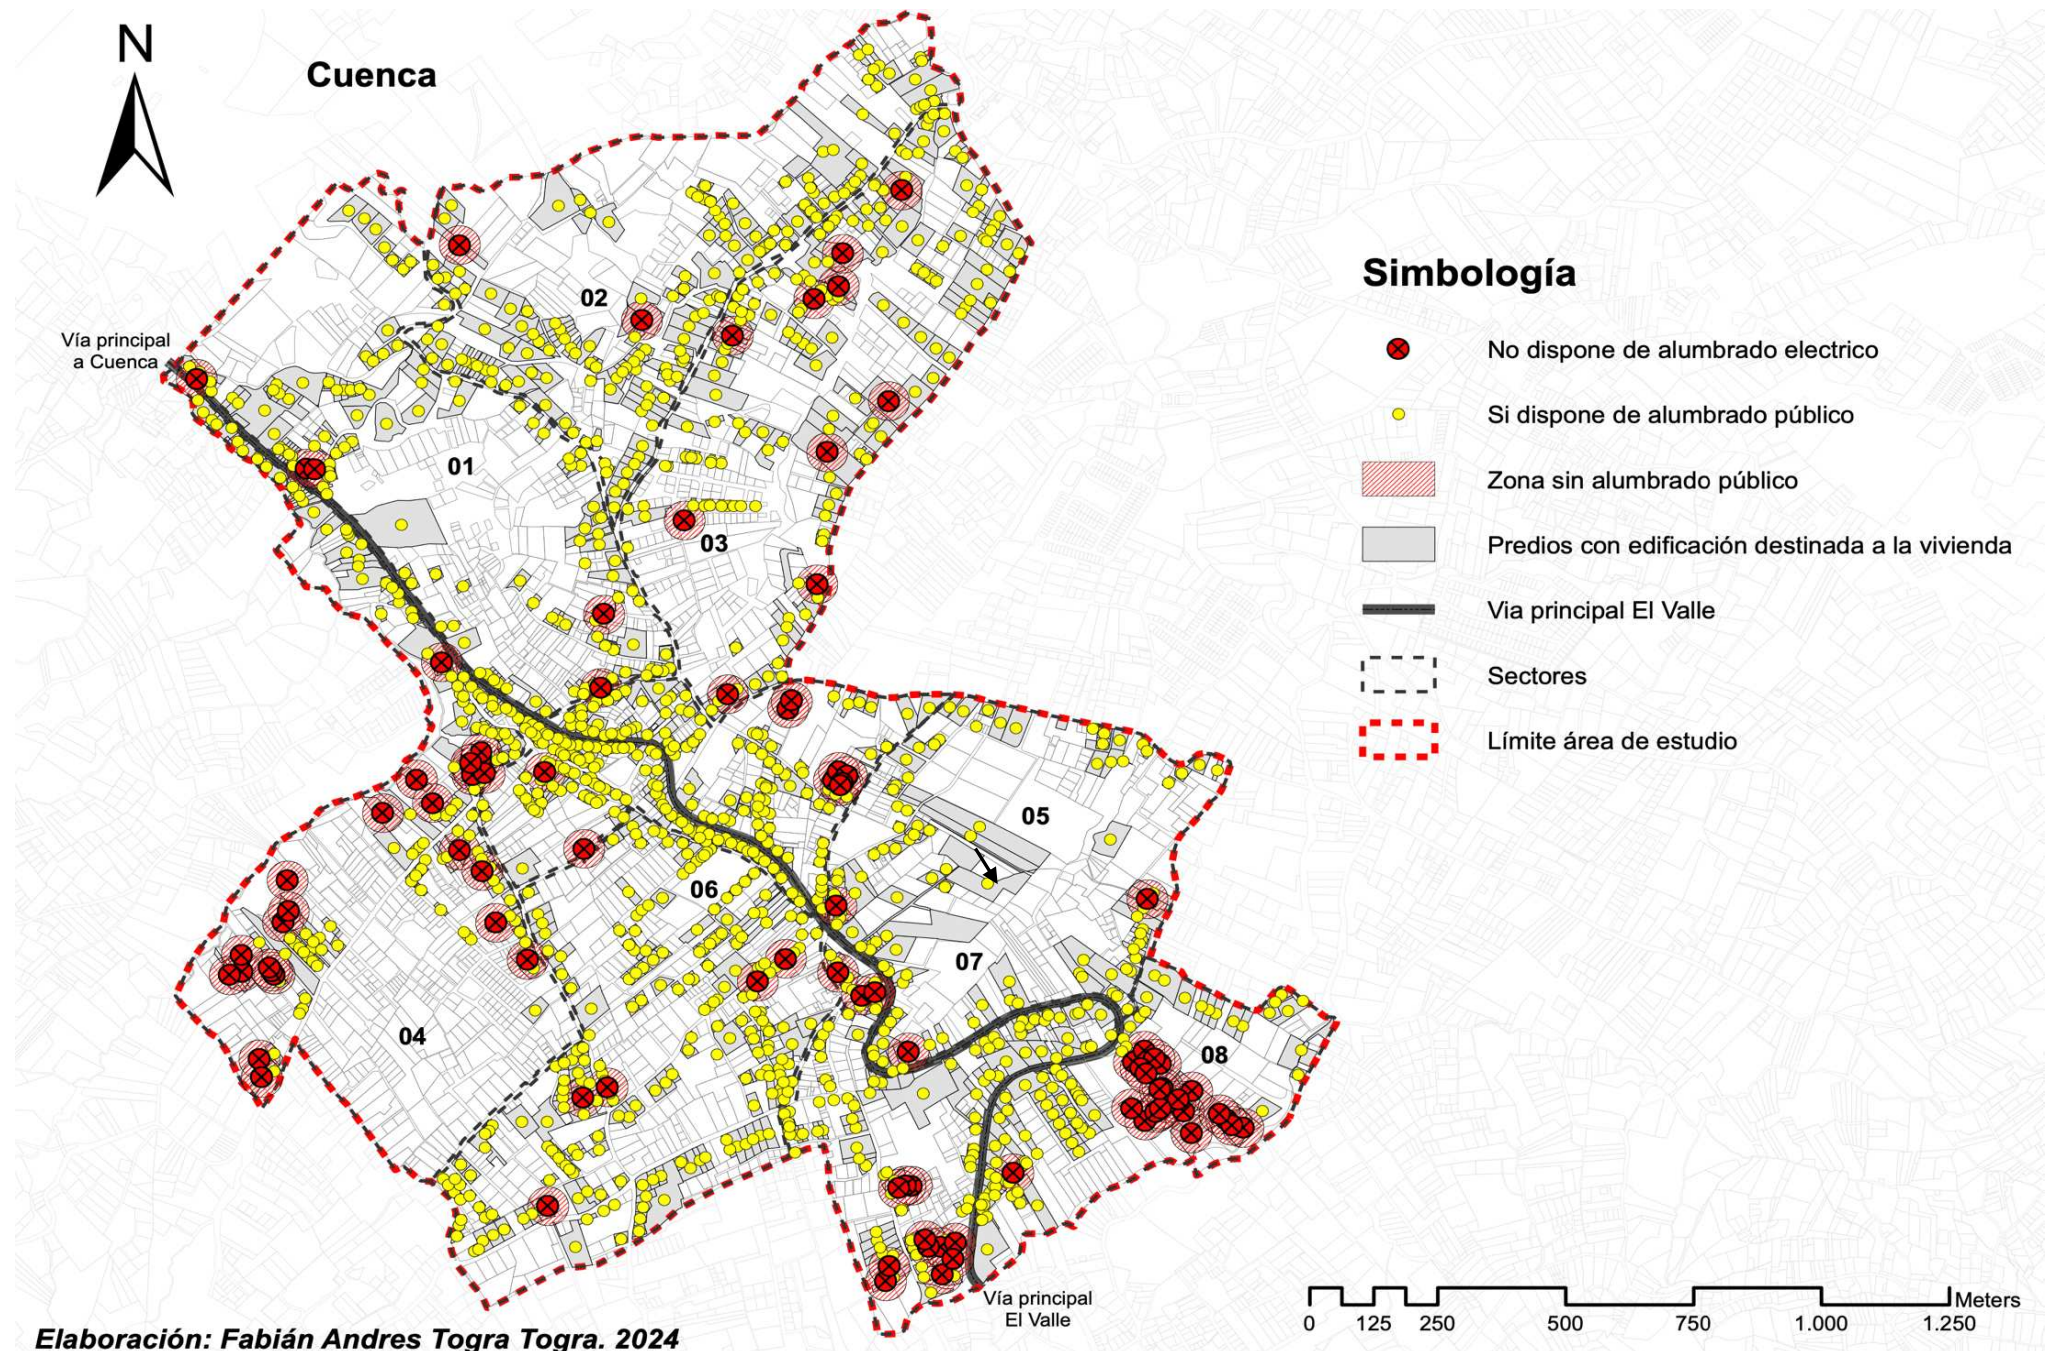 N
Cuenca
02
Simbología
Vía principal
a Cuenca
No dispone de alumbrado electrico
Si dispone de alumbrado público
01
Zona sin alumbrado público
03
Predios con edificación destinada a la vivienda
Via principal El Valle
Sectores
Límite área de estudio
05
06
07
04
08
Vía principal
El Valle
Meters
0 125 250 500 750 1.000 1.250
Elaboración: Fabián Andres Togra Togra. 2024